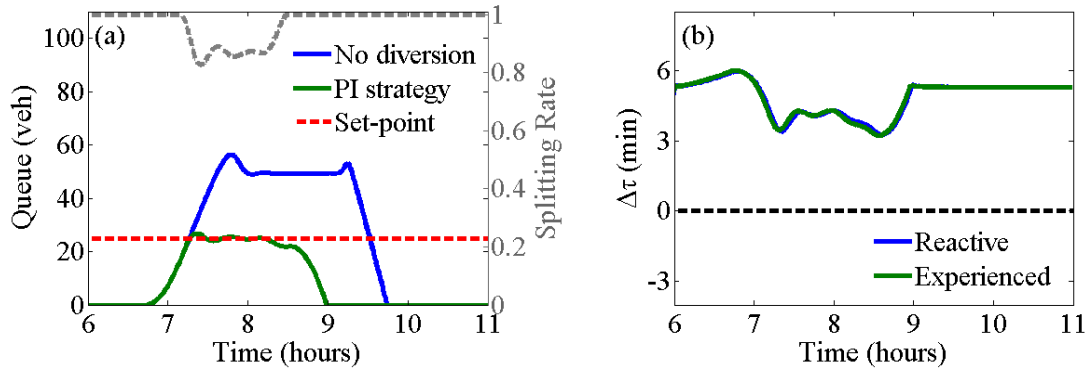 (a)
No diversion
PI strategy
Set-point
Queue (veh)
100
80
60
40
20
0
1
0.8
0.6
0.4
0.2
0
Splitting Rate
6 7 8 9 10 11
Time (hours)
(b)
Δτ (min)
6
3
0
-3
Reactive
Experienced
6 7 8 9 10 11
Time (hours)